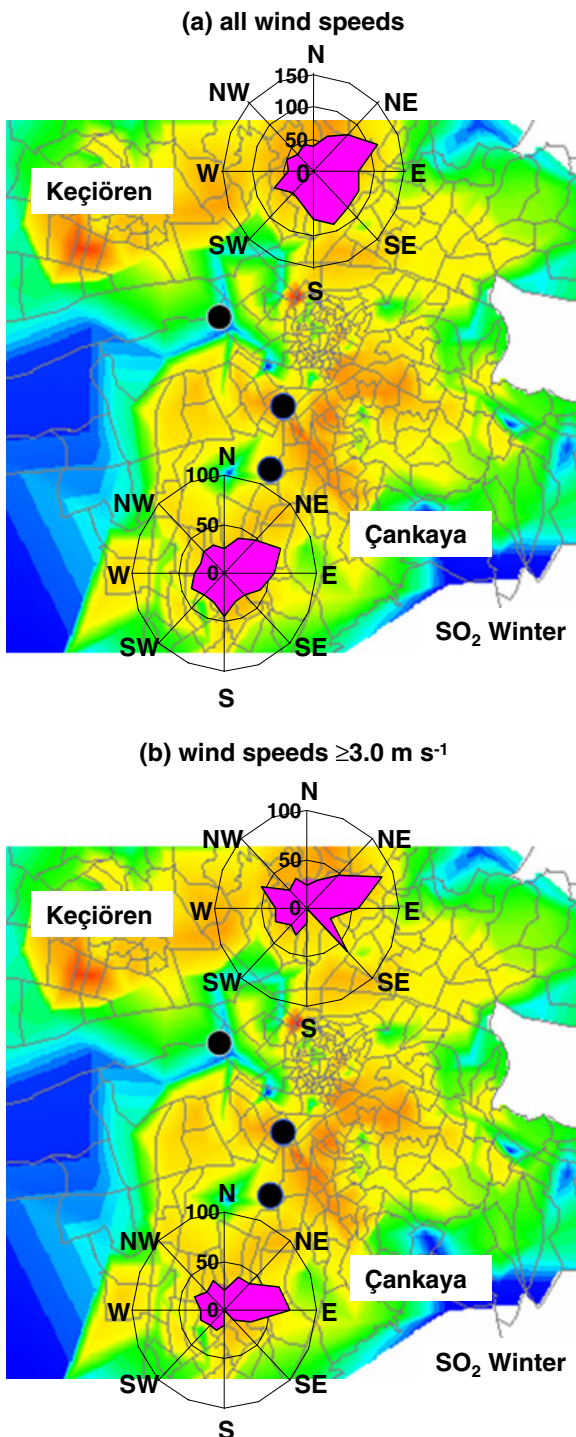 (a) all wind speeds
N
150
NW
NE
100
50
Keçiören
W
0
E
SW
SE
S
N
100
NW
NE
50
Çankaya
W
0
E
SW
SE
SO2 Winter
S
(b) wind speeds ≥3.0 m s-1
N
100
NW
NE
50
Keçiören
W
0
E
SW
SE
S
N
100
NW
NE
50
Çankaya
W
0
E
SO2 Winter
SW
SE
S